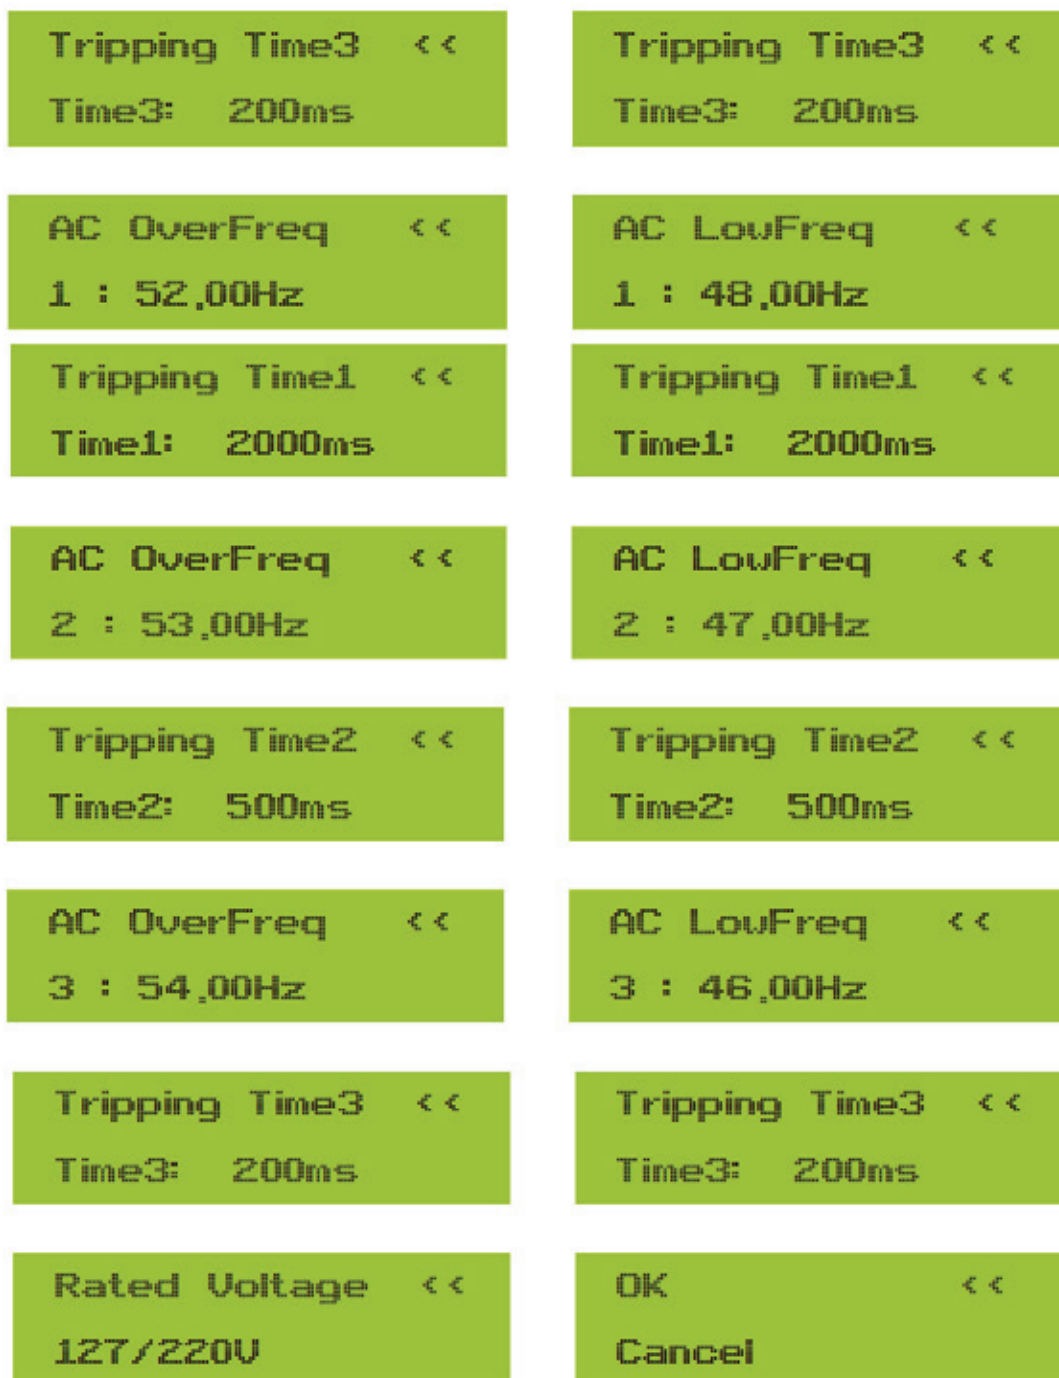 Tripping Time3 <<
Time3: 200ms
Tripping Time3 <<
Time3: 200ms
AC OverFreq <<
1 : 52.00Hz
AC LowFreq <<
1 : 48.00Hz
Tripping Time1 <<
Time1: 2000ms
Tripping Time1 <<
Time1: 2000ms
AC OverFreq <<
2 : 53.00Hz
AC LowFreq <<
2 : 47.00Hz
Tripping Time2 <<
Time2: 500ms
Tripping Time2 <<
Time2: 500ms
AC OverFreq <<
3 : 54.00Hz
AC LowFreq <<
3 : 46.00Hz
Tripping Time3 <<
Time3: 200ms
Tripping Time3 <<
Time3: 200ms
Rated Voltage <<
127/220V
OK <<
Cancel